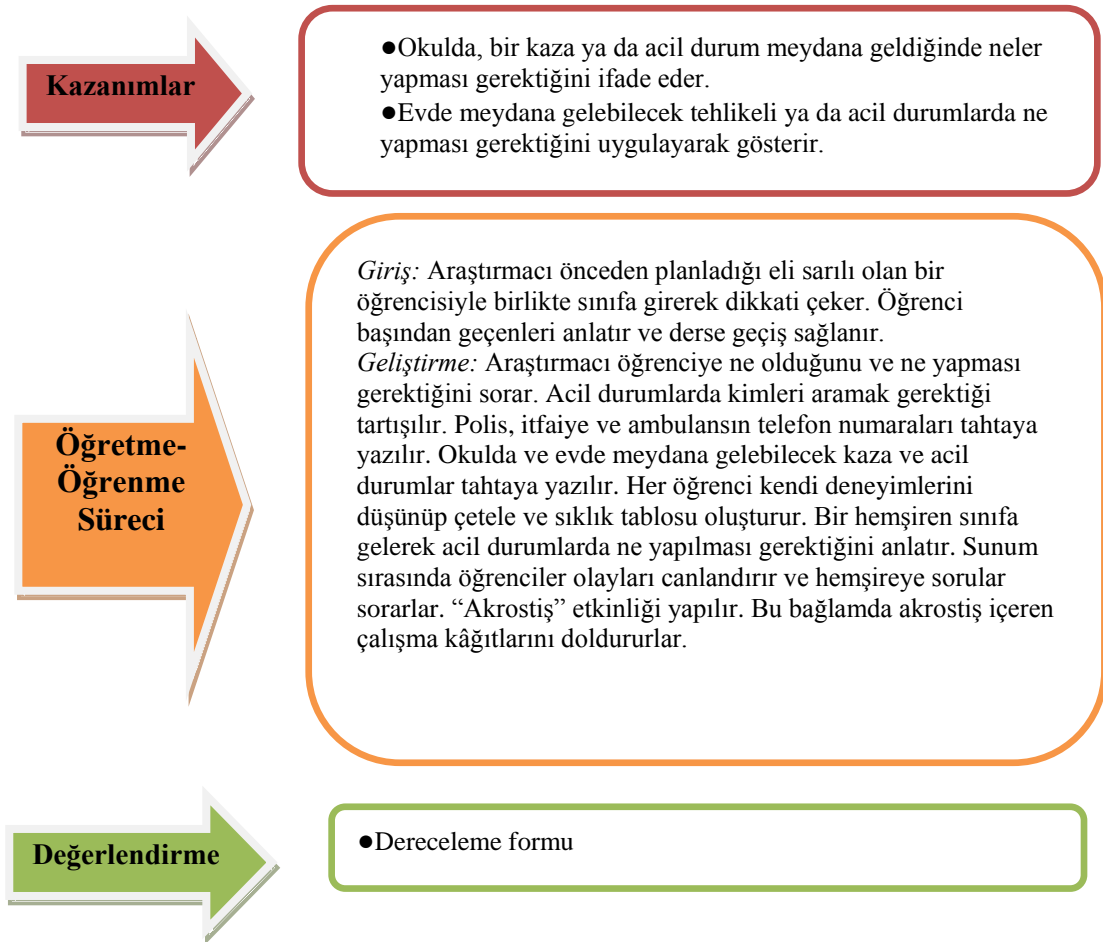 Kazanımlar
●Okulda, bir kaza ya da acil durum meydana geldiğinde neler
yapması gerektiğini ifade eder.
●Evde meydana gelebilecek tehlikeli ya da acil durumlarda ne
yapması gerektiğini uygulayarak gösterir.
Öğretme-
Öğrenme
Süreci
Giriş: Araştırmacı önceden planladığı eli sarılı olan bir
öğrencisiyle birlikte sınıfa girerek dikkati çeker. Öğrenci
başından geçenleri anlatır ve derse geçiş sağlanır.
Geliştirme: Araştırmacı öğrenciye ne olduğunu ve ne yapması
gerektiğini sorar. Acil durumlarda kimleri aramak gerektiği
tartışılır. Polis, itfaiye ve ambulansın telefon numaraları tahtaya
yazılır. Okulda ve evde meydana gelebilecek kaza ve acil
durumlar tahtaya yazılır. Her öğrenci kendi deneyimlerini
düşünüp çetele ve sıklık tablosu oluşturur. Bir hemşiren sınıfa
gelerek acil durumlarda ne yapılması gerektiğini anlatır. Sunum
sırasında öğrenciler olayları canlandırır ve hemşireye sorular
sorarlar. “Akrostiş” etkinliği yapılır. Bu bağlamda akrostiş içeren
çalışma kâğıtlarını doldururlar.
Değerlendirme
●Dereceleme formu